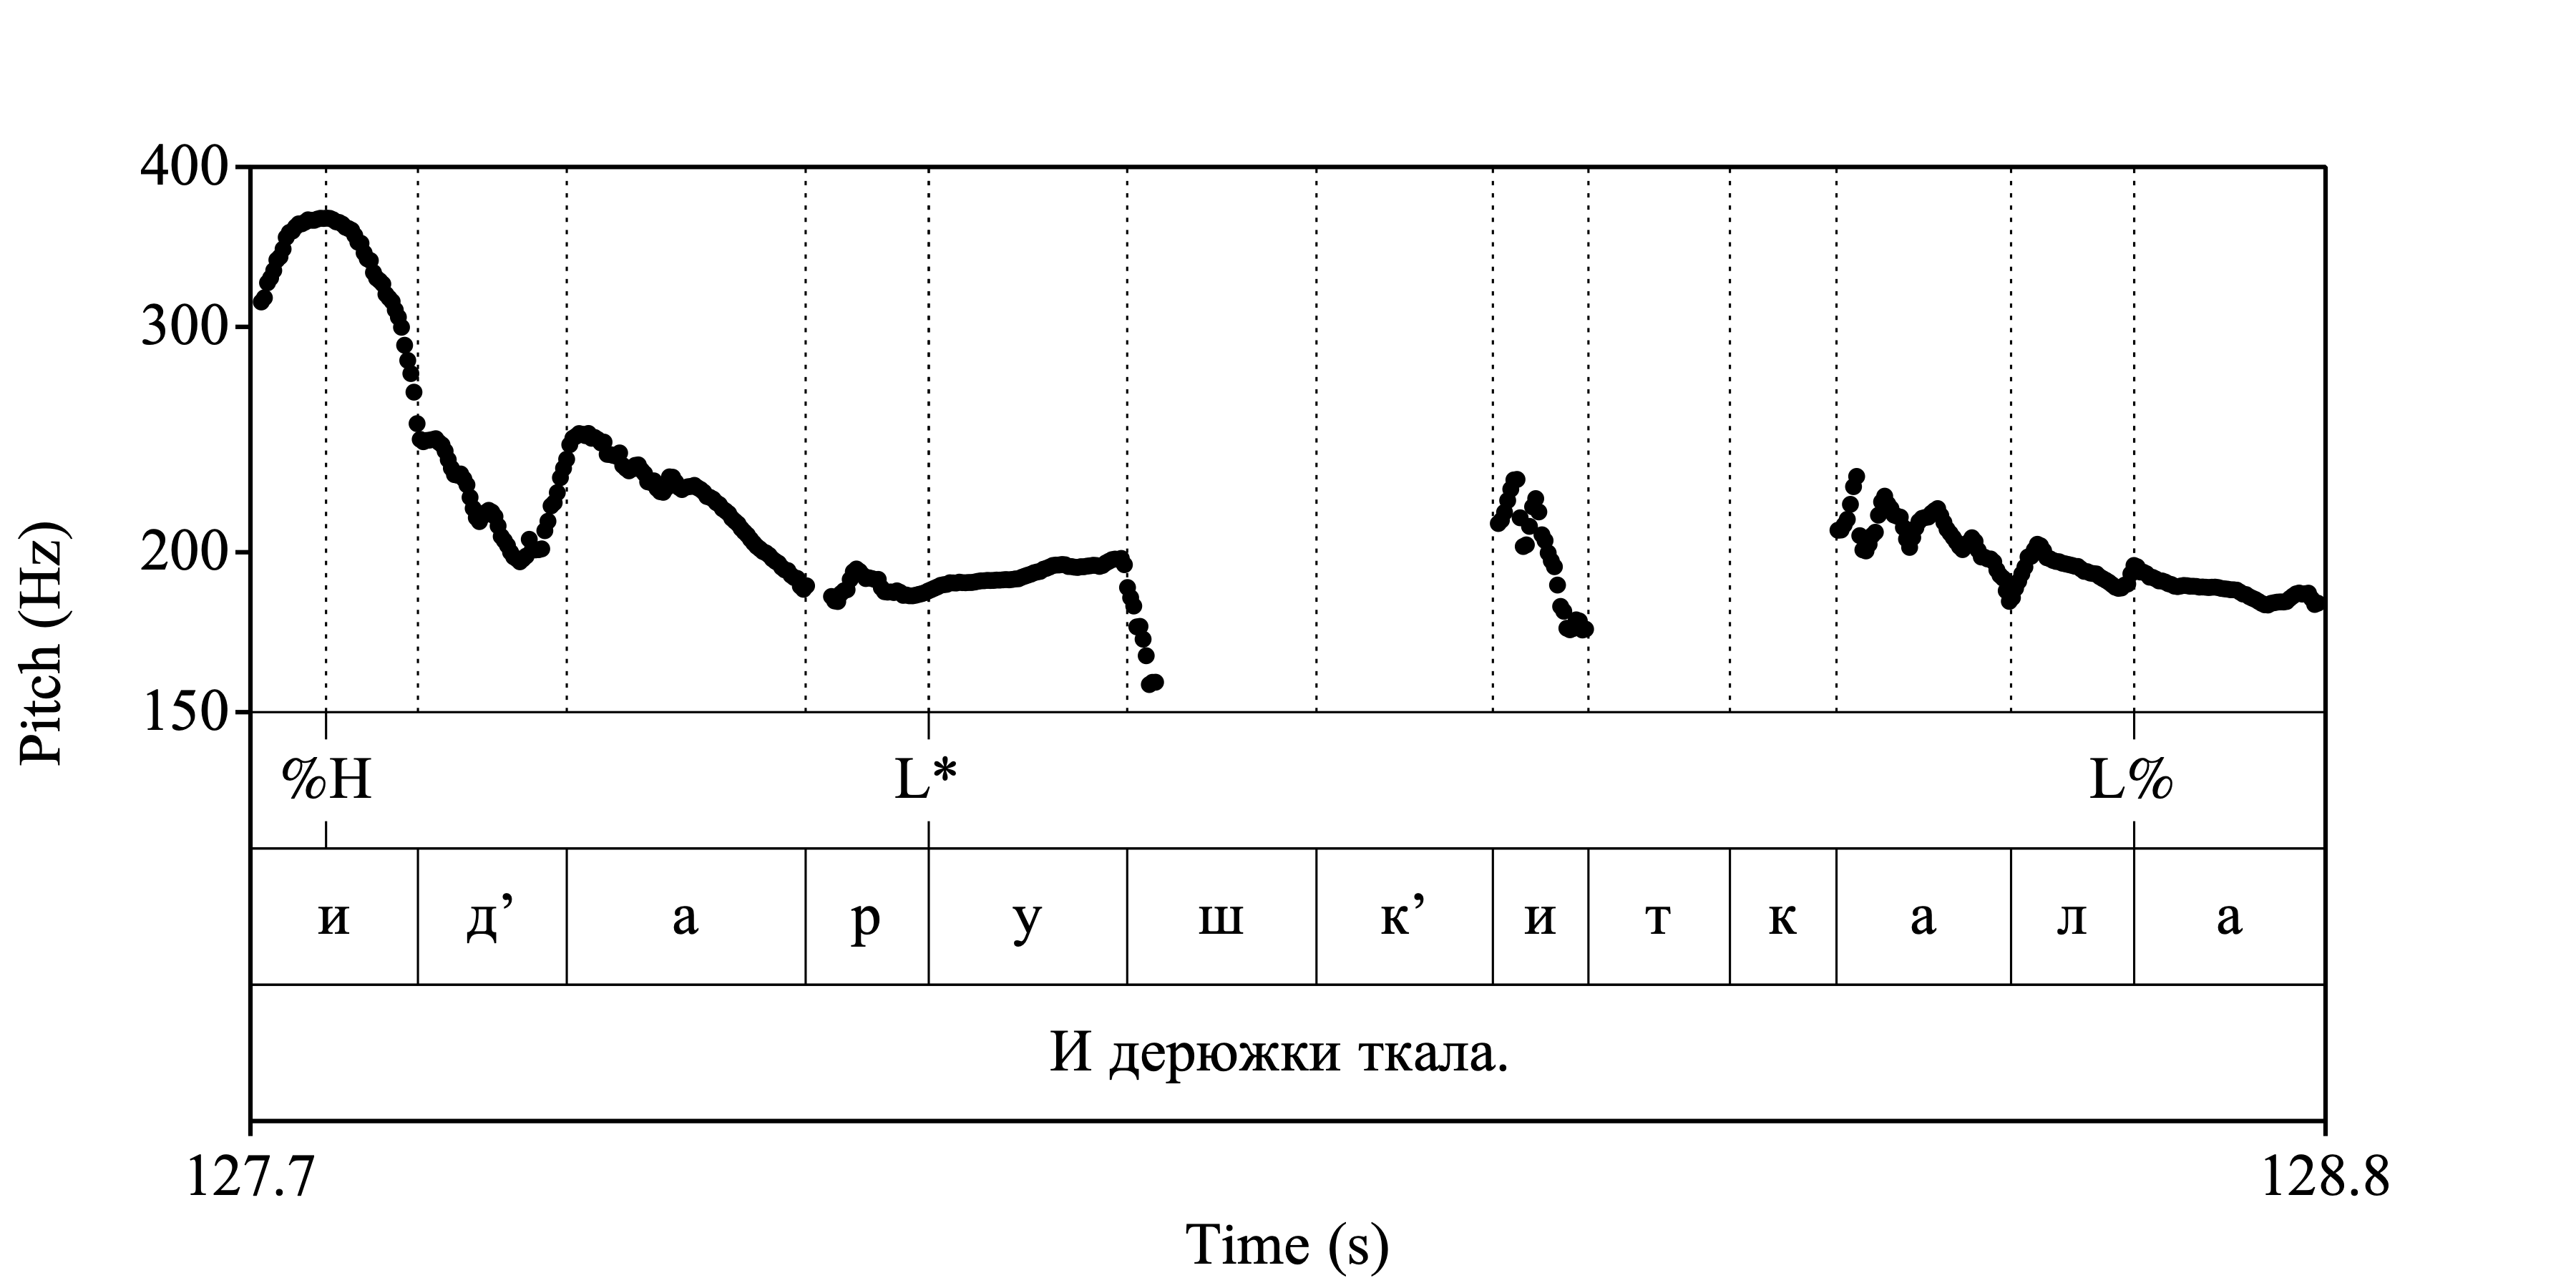 400
300
200
150
Pitch (Hz)
%H L* L%
и д’ а р у ш к’ и т к а л а
И дерюжки ткала.
127.7 128.8
Time (s)